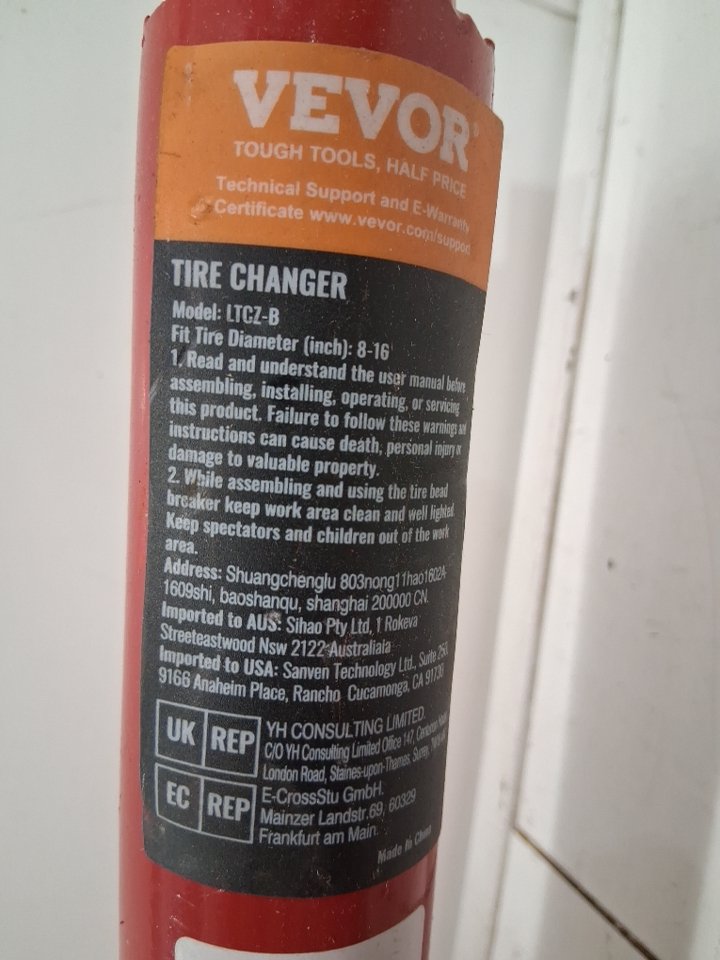 VEVOR®
TOUGH TOOLS, HALF PRICE
Technical Support and E-Warranty
Certificate www.vevor.com/support
TIRE CHANGER
Model: LTCZ-B
Fit Tire Diameter (inch): 8-16
1. Read and understand the user manual before
assembling, installing, operating, or servicing
this product. Failure to follow these warnings and
instructions can cause death, personal injury or
damage to valuable property.
2. While assembling and using the tire bead
breaker keep work area clean and well lighted.
Keep spectators and children out of the work
area.
Address: Shuangchenglu 803nong11hao1602A-
1609shi, baoshanqu, shanghai 200000 CN.
Imported to AUS: Sihao Pty Ltd, 1 Rokeva
Streeteastwood Nsw 2122 Australiala
Imported to USA: Sanven Technology Ltd., Suite 250,
9166 Anaheim Place, Rancho Cucamonga, CA 91730
UK REP
YH CONSULTING LIMITED.
C/O YH Consulting Limited Office 147, Centurion House,
London Road, Staines-upon-Thames, Surrey,
EC REP
E-CrossStu GmbH.
Mainzer Landstr.69, 60329
Frankfurt am Main.
Made In China